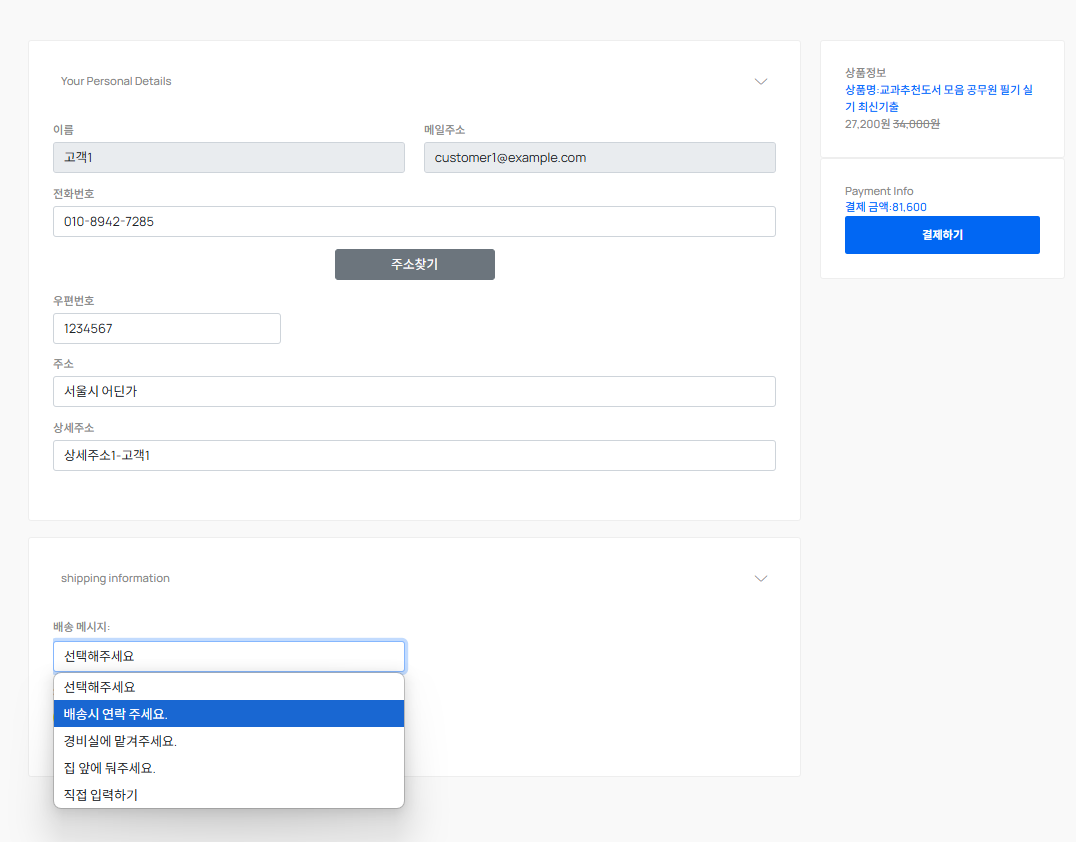 Your Personal Details
이름
고객1
메일주소
customer1@example.com
전화번호
010-8942-7285
주소찾기
우편번호
1234567
주소
서울시 어딘가
상세주소
상세주소1-고객1
shipping information
배송 메시지:
선택해주세요
선택해주세요
배송시 연락 주세요.
경비실에 맡겨주세요.
집 앞에 둬주세요.
직접 입력하기
상품정보
상품명:교과추천도서 모음 공무원 필기 실
기 최신기출
27,200원 34,000원
Payment Info
결제 금액:81,600
결제하기